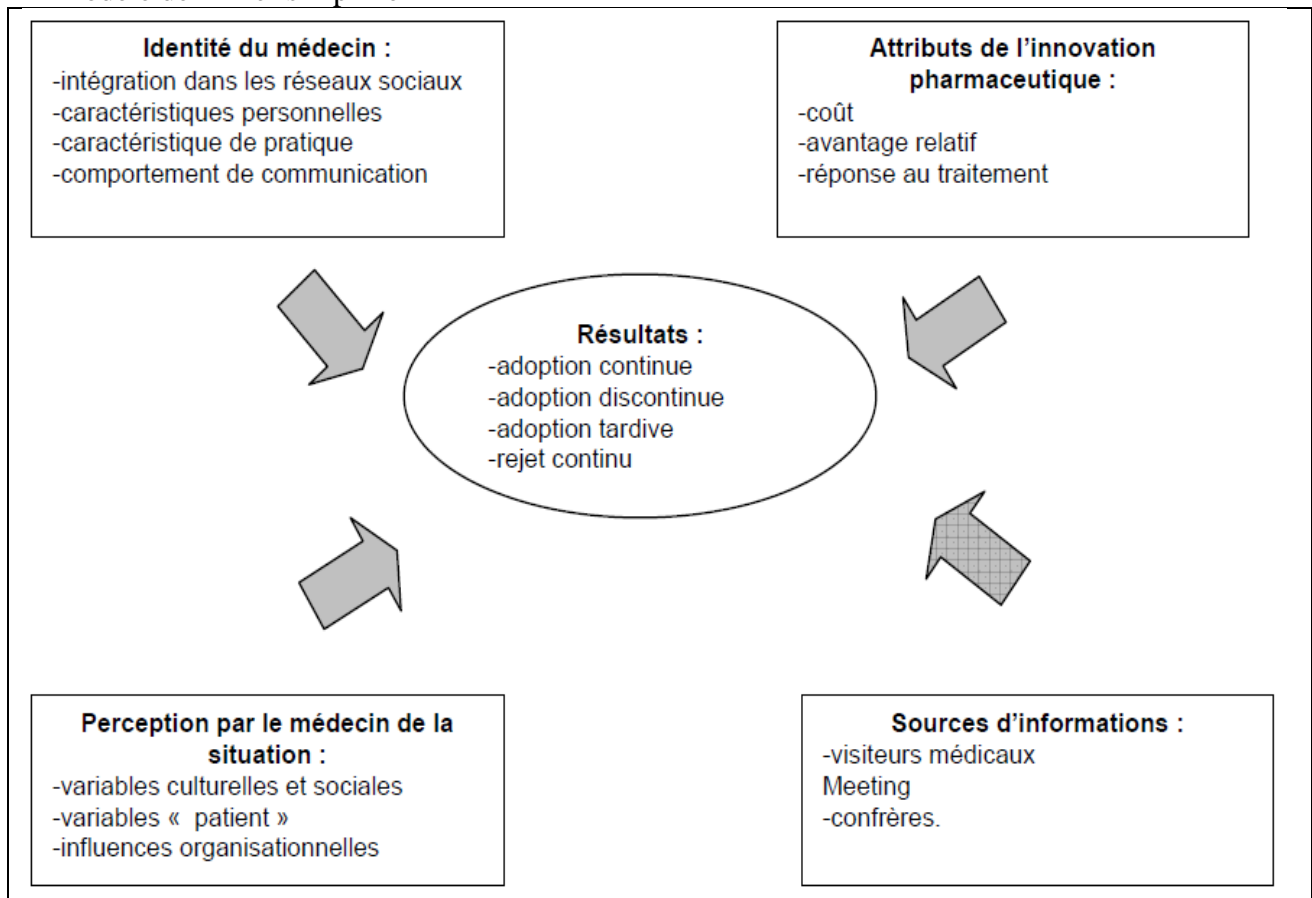 Identité du médecin :
-intégration dans les réseaux sociaux
-caractéristiques personnelles
-caractéristique de pratique
-comportement de communication
Attributs de l’innovation
pharmaceutique :
-coût
-avantage relatif
-réponse au traitement
Résultats :
-adoption continue
-adoption discontinue
-adoption tardive
-rejet continu
Perception par le médecin de la
situation :
-variables culturelles et sociales
-variables « patient »
-influences organisationnelles
Sources d’informations :
-visiteurs médicaux
Meeting
-confrères.